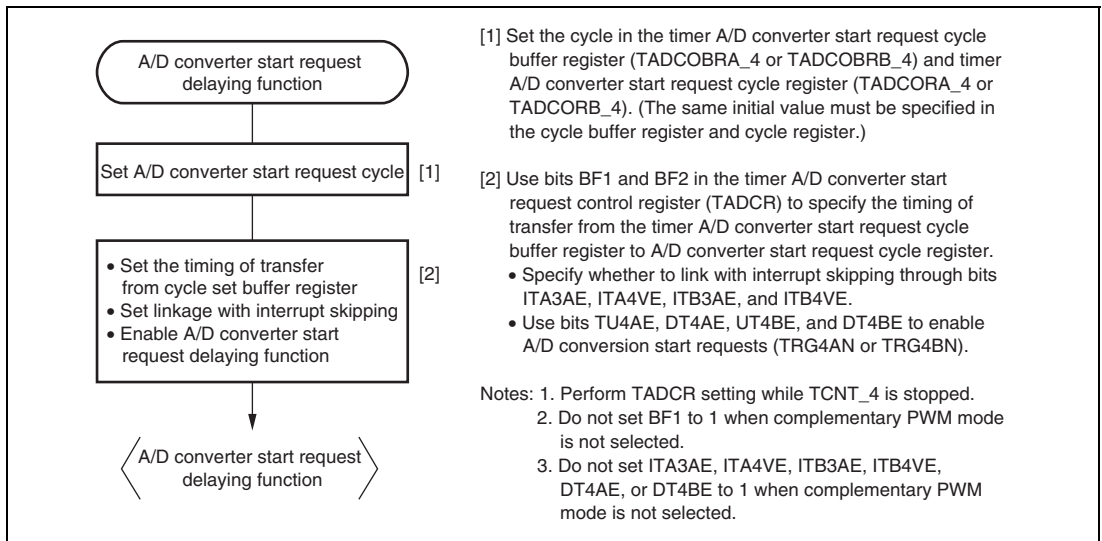 A/D converter start request
delaying function
Set A/D converter start request cycle
[1]
• Set the timing of transfer
from cycle set buffer register
• Set linkage with interrupt skipping
• Enable A/D converter start
request delaying function
[2]
A/D converter start request
delaying function
[1] Set the cycle in the timer A/D converter start request cycle
buffer register (TADCOBRA_4 or TADCOBRB_4) and timer
A/D converter start request cycle register (TADCORA_4 or
TADCORB_4). (The same initial value must be specified in
the cycle buffer register and cycle register.)
[2] Use bits BF1 and BF2 in the timer A/D converter start
request control register (TADCR) to specify the timing of
transfer from the timer A/D converter start request cycle
buffer register to A/D converter start request cycle register.
• Specify whether to link with interrupt skipping through bits
ITA3AE, ITA4VE, ITB3AE, and ITB4VE.
• Use bits TU4AE, DT4AE, UT4BE, and DT4BE to enable
A/D conversion start requests (TRG4AN or TRG4BN).
Notes: 1. Perform TADCR setting while TCNT_4 is stopped.
2. Do not set BF1 to 1 when complementary PWM mode
is not selected.
3. Do not set ITA3AE, ITA4VE, ITB3AE, ITB4VE,
DT4AE, or DT4BE to 1 when complementary PWM
mode is not selected.